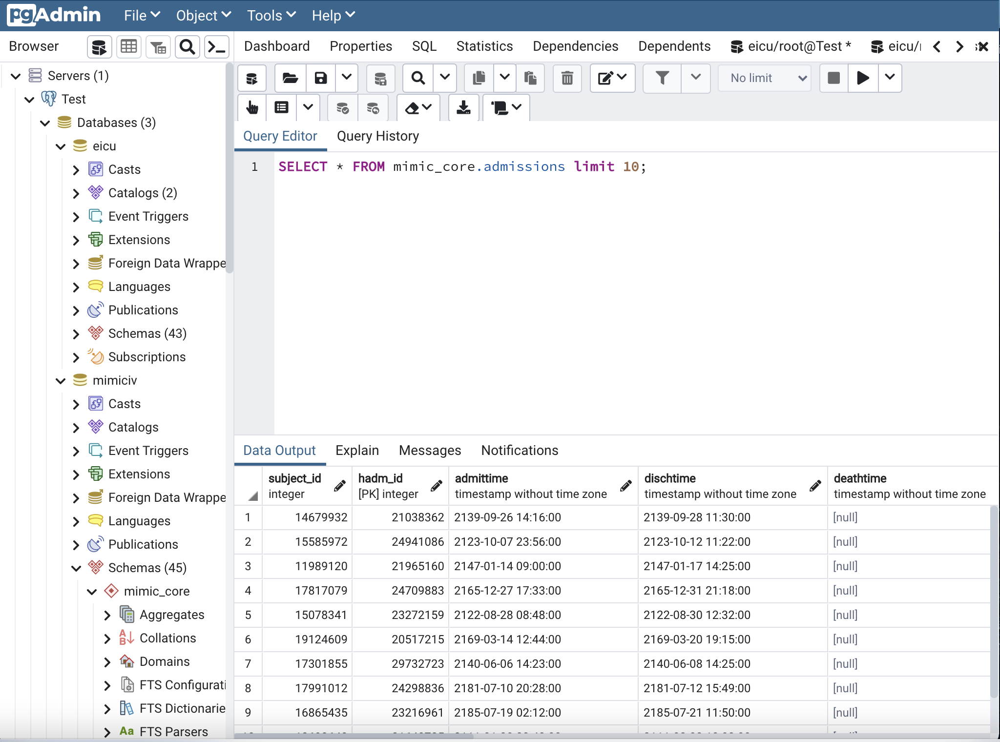 pgAdmin File Object Tools Help
Browser
Dashboard Properties SQL Statistics Dependencies Dependents eicu/root@Test * eicu/
Servers (1)
Test
Databases (3)
eicu
Casts
Catalogs (2)
Event Triggers
Extensions
Foreign Data Wrappe
Languages
Publications
Schemas (43)
Subscriptions
mimiciv
Casts
Catalogs
Event Triggers
Extensions
Foreign Data Wrappe
Languages
Publications
Schemas (45)
mimic_core
Aggregates
Collations
Domains
FTS Configurati
FTS Dictionarie
Aa FTS Parsers
No limit
Query Editor Query History
1 SELECT * FROM mimic_core.admissions limit 10;
Data Output Explain Messages Notifications
subject_id hadm_id admittime dischtime deathtime
integer [PK] integer timestamp without time zone timestamp without time zone timestamp without time zone
1 14679932 21038362 2139-09-26 14:16:00 2139-09-28 11:30:00 [null]
2 15585972 24941086 2123-10-07 23:56:00 2123-10-12 11:22:00 [null]
3 11989120 21965160 2147-01-14 09:00:00 2147-01-17 14:25:00 [null]
4 17817079 24709883 2165-12-27 17:33:00 2165-12-31 21:18:00 [null]
5 15078341 23272159 2122-08-28 08:48:00 2122-08-30 12:32:00 [null]
6 19124609 20517215 2169-03-14 12:44:00 2169-03-20 19:15:00 [null]
7 17301855 29732723 2140-06-06 14:23:00 2140-06-08 14:25:00 [null]
8 17991012 24298836 2181-07-10 20:28:00 2181-07-12 15:49:00 [null]
9 16865435 23216961 2185-07-19 02:12:00 2185-07-21 11:50:00 [null]